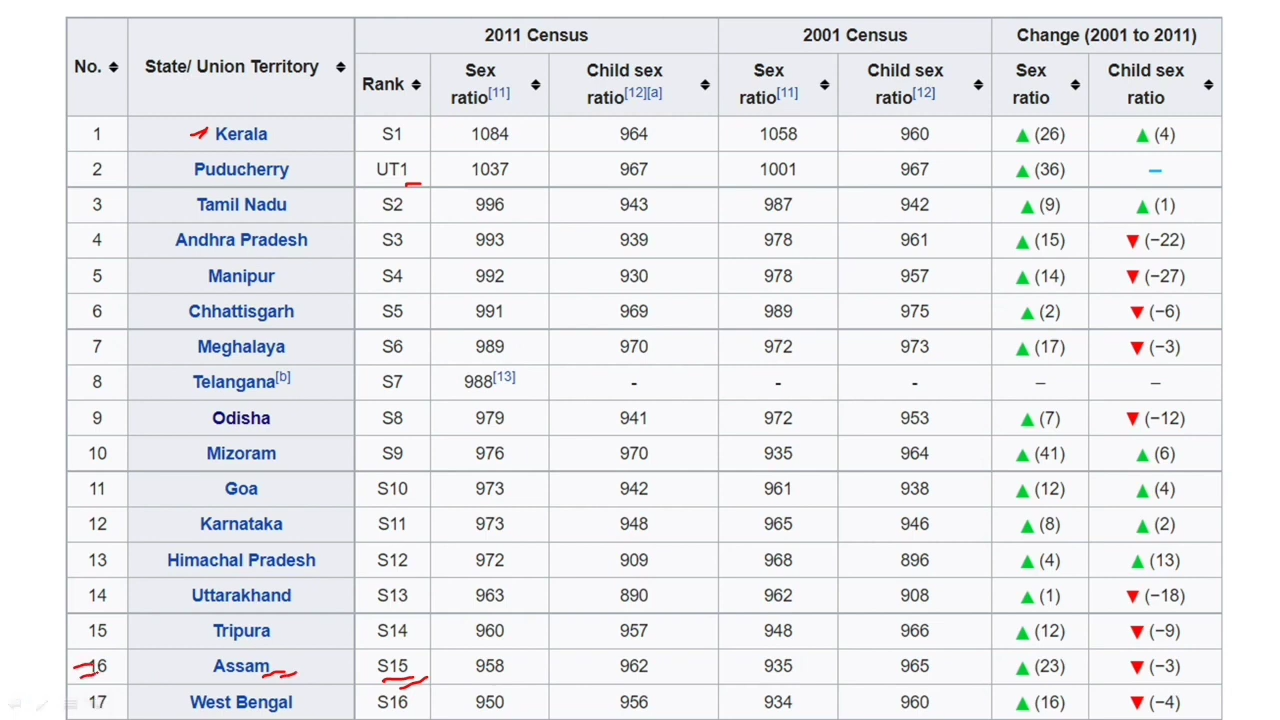 2011 Census 2001 Census Change (2001 to 2011)
No. State/ Union Territory Rank Sex ratio[11] Child sex ratio[12][a] Sex ratio[11] Child sex ratio[12] Sex ratio Child sex ratio
1 Kerala S1 1084 964 1058 960 ▲ (26) ▲ (4)
2 Puducherry UT1 1037 967 1001 967 ▲ (36) –
3 Tamil Nadu S2 996 943 987 942 ▲ (9) ▲ (1)
4 Andhra Pradesh S3 993 939 978 961 ▲ (15) ▼ (−22)
5 Manipur S4 992 930 978 957 ▲ (14) ▼ (−27)
6 Chhattisgarh S5 991 969 989 975 ▲ (2) ▼ (−6)
7 Meghalaya S6 989 970 972 973 ▲ (17) ▼ (−3)
8 Telangana[b] S7 988[13] - - - – –
9 Odisha S8 979 941 972 953 ▲ (7) ▼ (−12)
10 Mizoram S9 976 970 935 964 ▲ (41) ▲ (6)
11 Goa S10 973 942 961 938 ▲ (12) ▲ (4)
12 Karnataka S11 973 948 965 946 ▲ (8) ▲ (2)
13 Himachal Pradesh S12 972 909 968 896 ▲ (4) ▲ (13)
14 Uttarakhand S13 963 890 962 908 ▲ (1) ▼ (−18)
15 Tripura S14 960 957 948 966 ▲ (12) ▼ (−9)
16 Assam S15 958 962 935 965 ▲ (23) ▼ (−3)
17 West Bengal S16 950 956 934 960 ▲ (16) ▼ (−4)